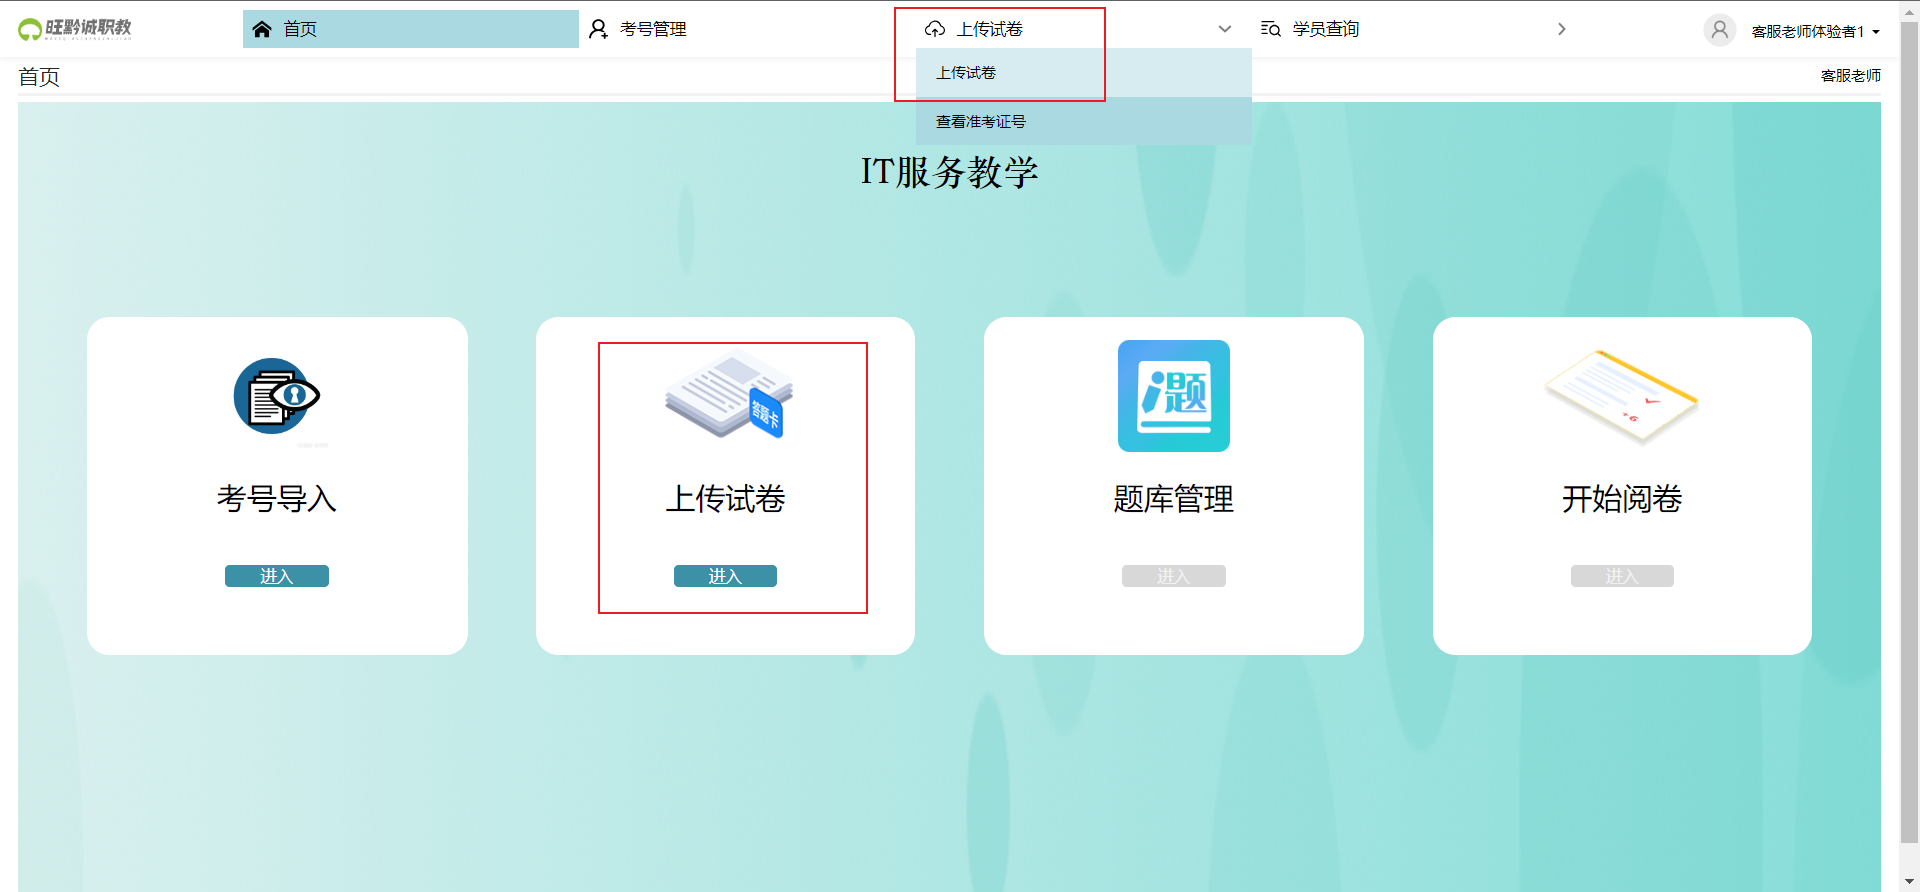 旺黔诚职教
首页
考号管理
上传试卷
学员查询
客服老师体验者1
上传试卷
查看准考证号
首页
客服老师
IT服务教学
答题卡
i题
+6
考号导入
上传试卷
题库管理
开始阅卷
进入
进入
进入
进入